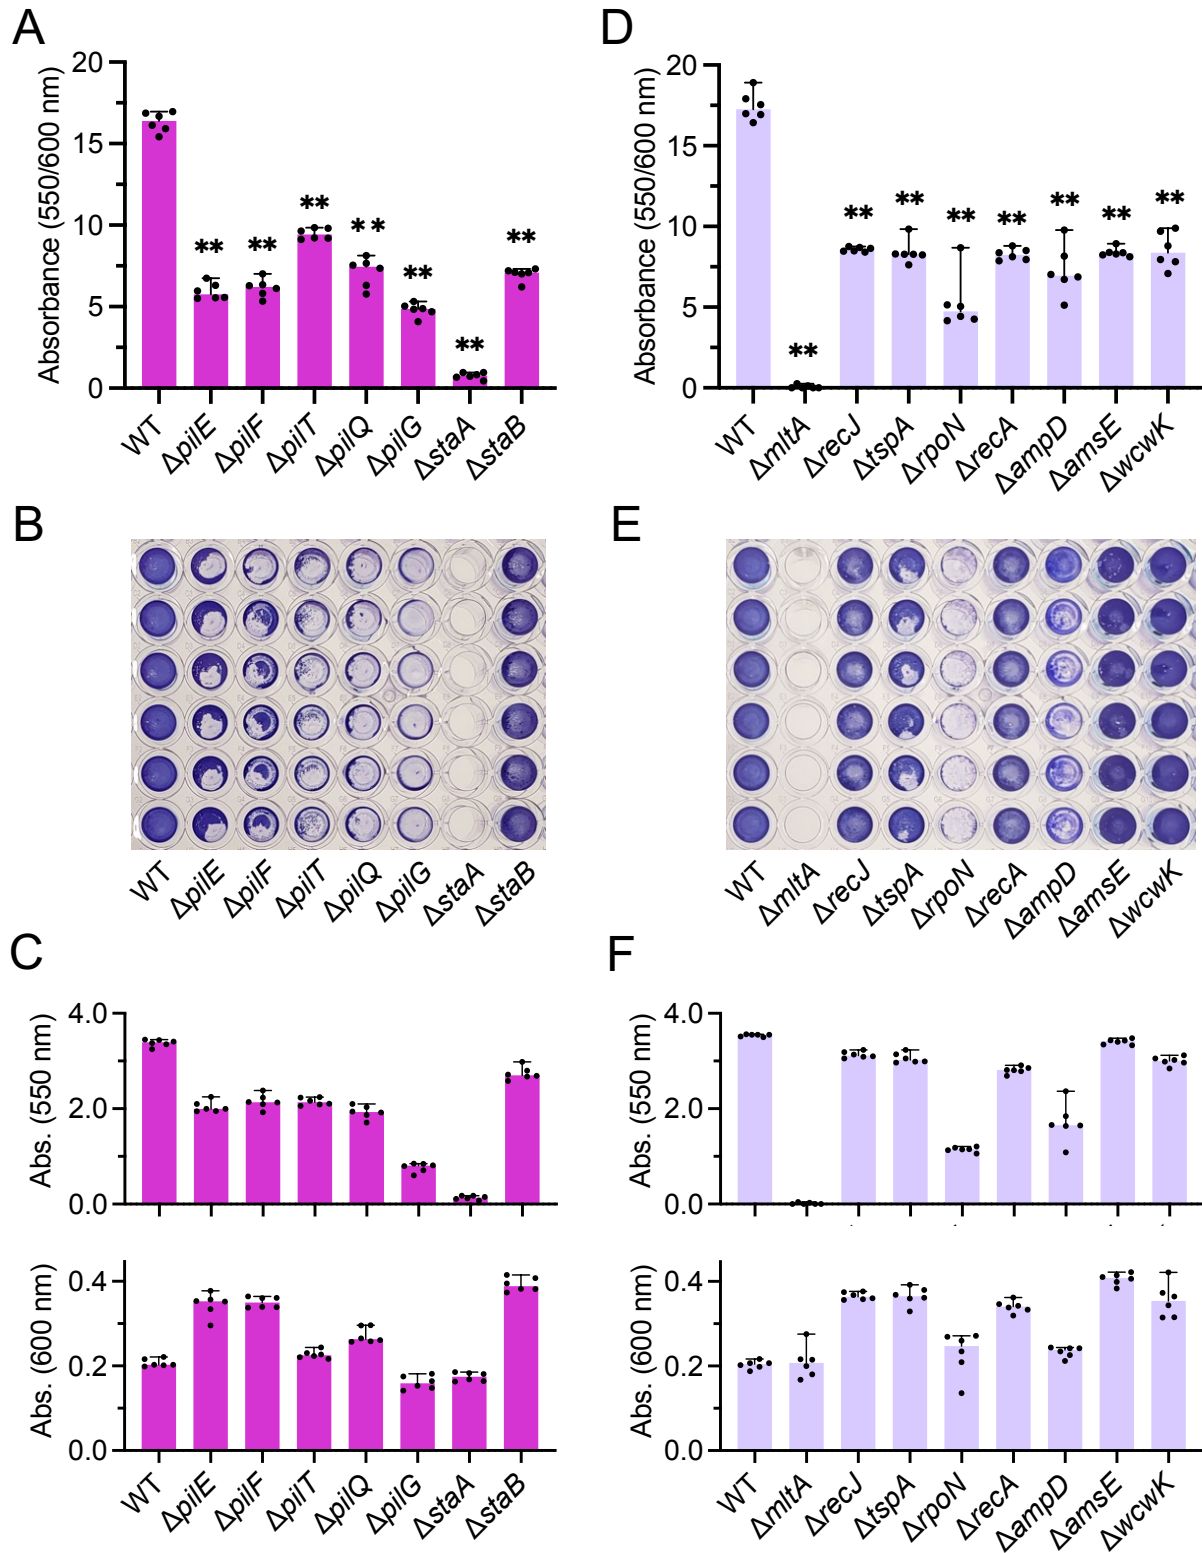 A
Absorbance (550/600 nm)
20
15
10
5
0
**
**
**
**
**
**
**
WT
ΔpilE
ΔpilF
ΔpilT
ΔpilQ
ΔpilG
ΔstaA
ΔstaB
D
Absorbance (550/600 nm)
20
15
10
5
0
**
**
**
**
**
**
**
**
WT
ΔmltA
ΔrecJ
ΔtspA
ΔrpoN
ΔrecA
ΔampD
ΔamsE
ΔwcwK
B
WT
ΔpilE
ΔpilF
ΔpilT
ΔpilQ
ΔpilG
ΔstaA
ΔstaB
E
WT
ΔmltA
ΔrecJ
ΔtspA
ΔrpoN
ΔrecA
ΔampD
ΔamsE
ΔwcwK
C
Abs. (550 nm)
4.0
2.0
0.0
Abs. (600 nm)
0.4
0.2
0.0
WT
ΔpilE
ΔpilF
ΔpilT
ΔpilQ
ΔpilG
ΔstaA
ΔstaB
F
Abs. (550 nm)
4.0
2.0
0.0
Abs. (600 nm)
0.4
0.2
0.0
WT
ΔmltA
ΔrecJ
ΔtspA
ΔrpoN
ΔrecA
ΔampD
ΔamsE
ΔwcwK